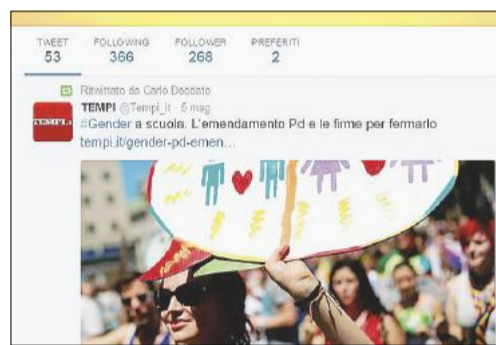 TWEET FOLLOWING FOLLOWER PREFERITI
53 366 268 2
Ritwittato da Carlo Deodato
TEMPI @Tempi_it · 5 mag
TEMPI
#Gender a scuola. L'emendamento Pd e le firme per fermarlo
tempi.it/gender-pd-emen...